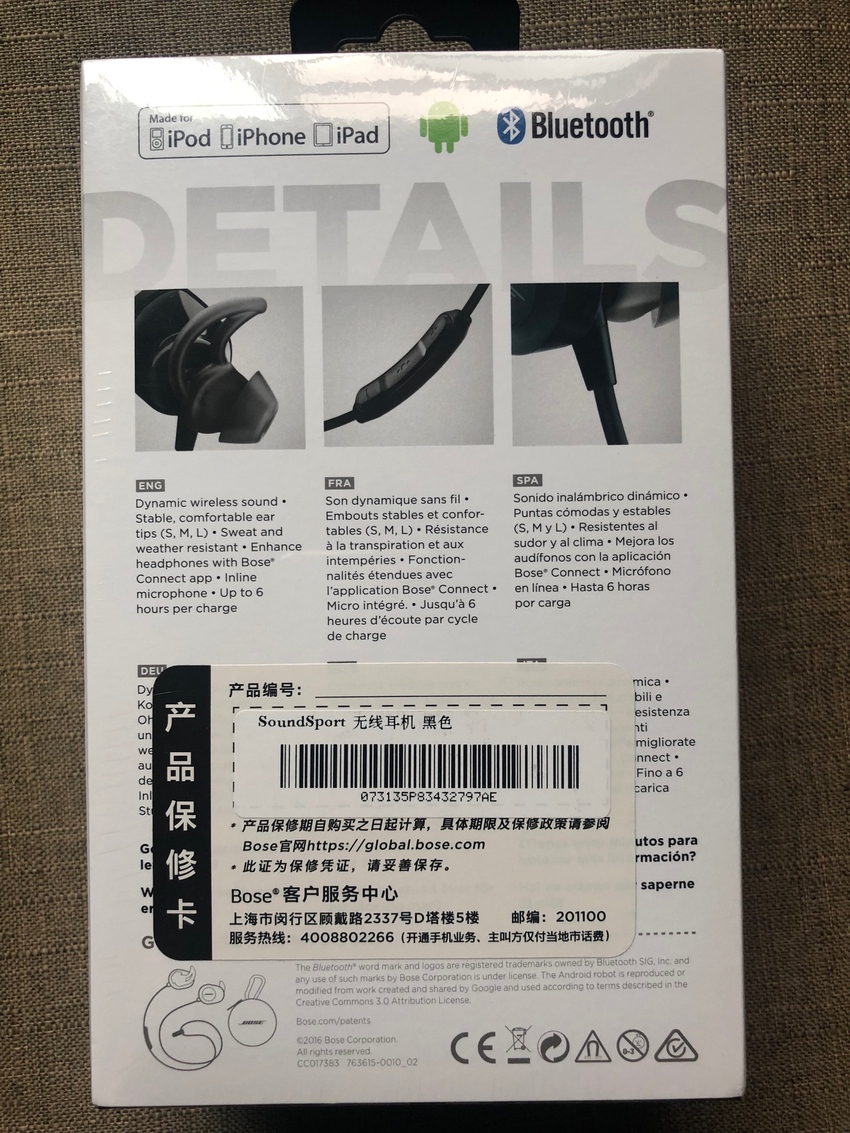 Made for
iPod iPhone iPad
Bluetooth®
DETAILS
ENG
Dynamic wireless sound •
Stable, comfortable ear
tips (S, M, L) • Sweat and
weather resistant • Enhance
headphones with Bose®
Connect app • Inline
microphone • Up to 6
hours per charge
FRA
Son dynamique sans fil •
Embouts stables et confor-
tables (S, M, L) • Résistance
à la transpiration et aux
intempéries • Fonction-
nalités étendues avec
l'application Bose® Connect •
Micro intégré. • Jusqu'à 6
heures d'écoute par cycle
de charge
SPA
Sonido inalámbrico dinámico •
Puntas cómodas y estables
(S, M y L) • Resistentes al
sudor y al clima • Mejora los
audífonos con la aplicación
Bose® Connect • Micrófono
en línea • Hasta 6 horas
por carga
DEU
产品保修卡
产品编号：
SoundSport 无线耳机 黑色
073135P83432797AE
• 产品保修期自购买之日起计算，具体期限及保修政策请参阅
Bose官网https://global.bose.com
• 此证为保修凭证，请妥善保存。
Bose® 客户服务中心
上海市闵行区顾戴路2337号D塔楼5楼 邮编：201100
服务热线：4008802266（开通手机业务、主叫方仅付当地市话费）
migliorate
Fino a 6
saperne
The Bluetooth® word mark and logos are registered trademarks owned by Bluetooth SIG, Inc. and
any use of such marks by Bose Corporation is under license. The Android robot is reproduced or
modified from work created and shared by Google and used according to terms described in the
Creative Commons 3.0 Attribution License.
Bose.com/patents
©2016 Bose Corporation.
All rights reserved.
CC017383 763615-0010_02
BOSE
CE
0-3